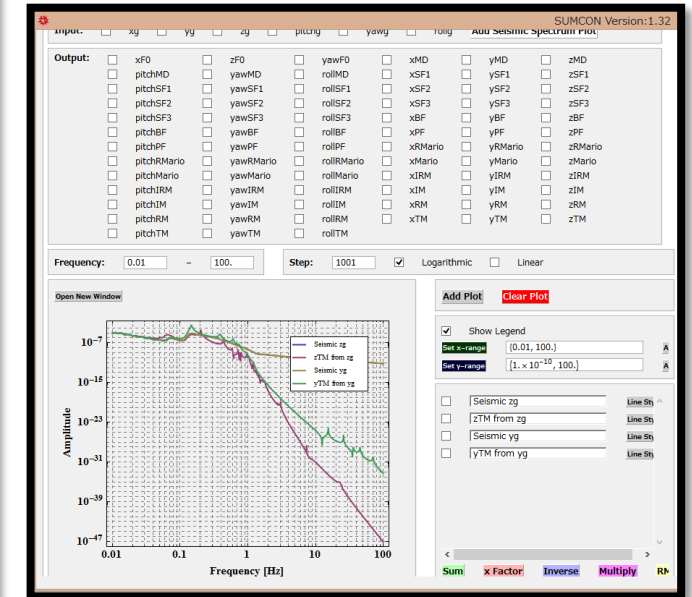 SUMCON Version:1.32
Input: xg yg zg pitchg yawg rollg Add Seismic Spectrum Plot
Output: xF0 zF0 yawF0 xMD yMD zMD
pitchMD yawMD rollMD xSF1 ySF1 zSF1
pitchSF1 yawSF1 rollSF1 xSF2 ySF2 zSF2
pitchSF2 yawSF2 rollSF2 xSF3 ySF3 zSF3
pitchSF3 yawSF3 rollSF3 xBF yBF zBF
pitchBF yawBF rollBF xPF yPF zPF
pitchPF yawPF rollPF xRMario yRMario zRMario
pitchRMario yawRMario rollRMario xMario yMario zMario
pitchMario yawMario rollMario xIRM yIRM zIRM
pitchIRM yawIRM rollIRM xIM yIM zIM
pitchIM yawIM rollIM xRM yRM zRM
pitchRM yawRM rollRM xTM yTM zTM
pitchTM yawTM rollTM
Frequency: 0.01 – 100. Step: 1001 Logarithmic Linear
Open New Window
Add Plot Clear Plot
Show Legend
Set x-range {0.01, 100.} A
Set y-range {1.×10⁻¹⁰, 100.} A
Seismic zg Line Sty
zTM from zg Line Sty
Seismic yg Line Sty
yTM from yg Line Sty
Sum x Factor Inverse Multiply RM
Amplitude
10⁻⁷
10⁻¹⁵
10⁻²³
10⁻³¹
10⁻³⁹
10⁻⁴⁷
Seismic zg
zTM from zg
Seismic yg
yTM from yg
0.01 0.1 1 10 100
Frequency [Hz]